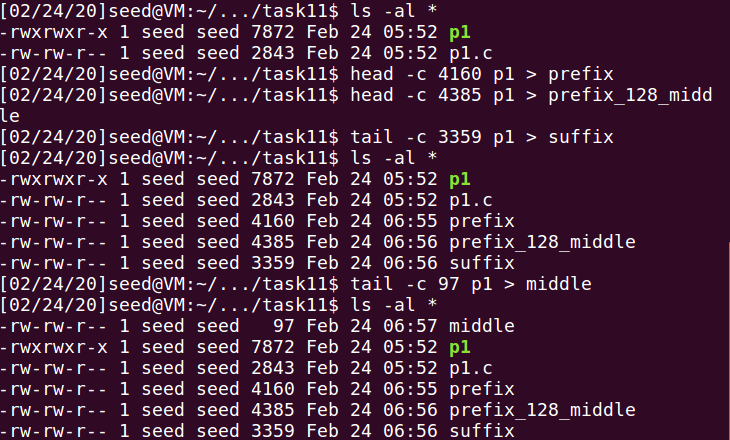 [02/24/20]seed@VM:~/.../task11$ ls -al *
-rwxrwxr-x 1 seed seed 7872 Feb 24 05:52 p1
-rw-rw-r-- 1 seed seed 2843 Feb 24 05:52 p1.c
[02/24/20]seed@VM:~/.../task11$ head -c 4160 p1 > prefix
[02/24/20]seed@VM:~/.../task11$ head -c 4385 p1 > prefix_128_midd
le
[02/24/20]seed@VM:~/.../task11$ tail -c 3359 p1 > suffix
[02/24/20]seed@VM:~/.../task11$ ls -al *
-rwxrwxr-x 1 seed seed 7872 Feb 24 05:52 p1
-rw-rw-r-- 1 seed seed 2843 Feb 24 05:52 p1.c
-rw-rw-r-- 1 seed seed 4160 Feb 24 06:55 prefix
-rw-rw-r-- 1 seed seed 4385 Feb 24 06:56 prefix_128_middle
-rw-rw-r-- 1 seed seed 3359 Feb 24 06:56 suffix
[02/24/20]seed@VM:~/.../task11$ tail -c 97 p1 > middle
[02/24/20]seed@VM:~/.../task11$ ls -al *
-rw-rw-r-- 1 seed seed   97 Feb 24 06:57 middle
-rwxrwxr-x 1 seed seed 7872 Feb 24 05:52 p1
-rw-rw-r-- 1 seed seed 2843 Feb 24 05:52 p1.c
-rw-rw-r-- 1 seed seed 4160 Feb 24 06:55 prefix
-rw-rw-r-- 1 seed seed 4385 Feb 24 06:56 prefix_128_middle
-rw-rw-r-- 1 seed seed 3359 Feb 24 06:56 suffix